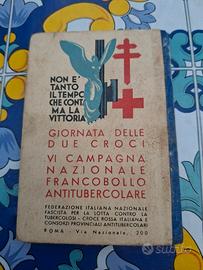 NON È
TANTO
IL TEMPO
CHE CONTA
MA LA
VITTORIA
GIORNATA DELLE
DUE CROCI
VI CAMPAGNA
NAZIONALE
FRANCOBOLLO
ANTITUBERCOLARE
FEDERAZIONE ITALIANA NAZIONALE
FASCISTA PER LA LOTTA CONTRO LA
TUBERCOLOSI - CROCE ROSSA ITALIANA E
CONSORZI PROVINCIALI ANTITUBERCOLARI
ROMA - Via Nazionale, 200
subito